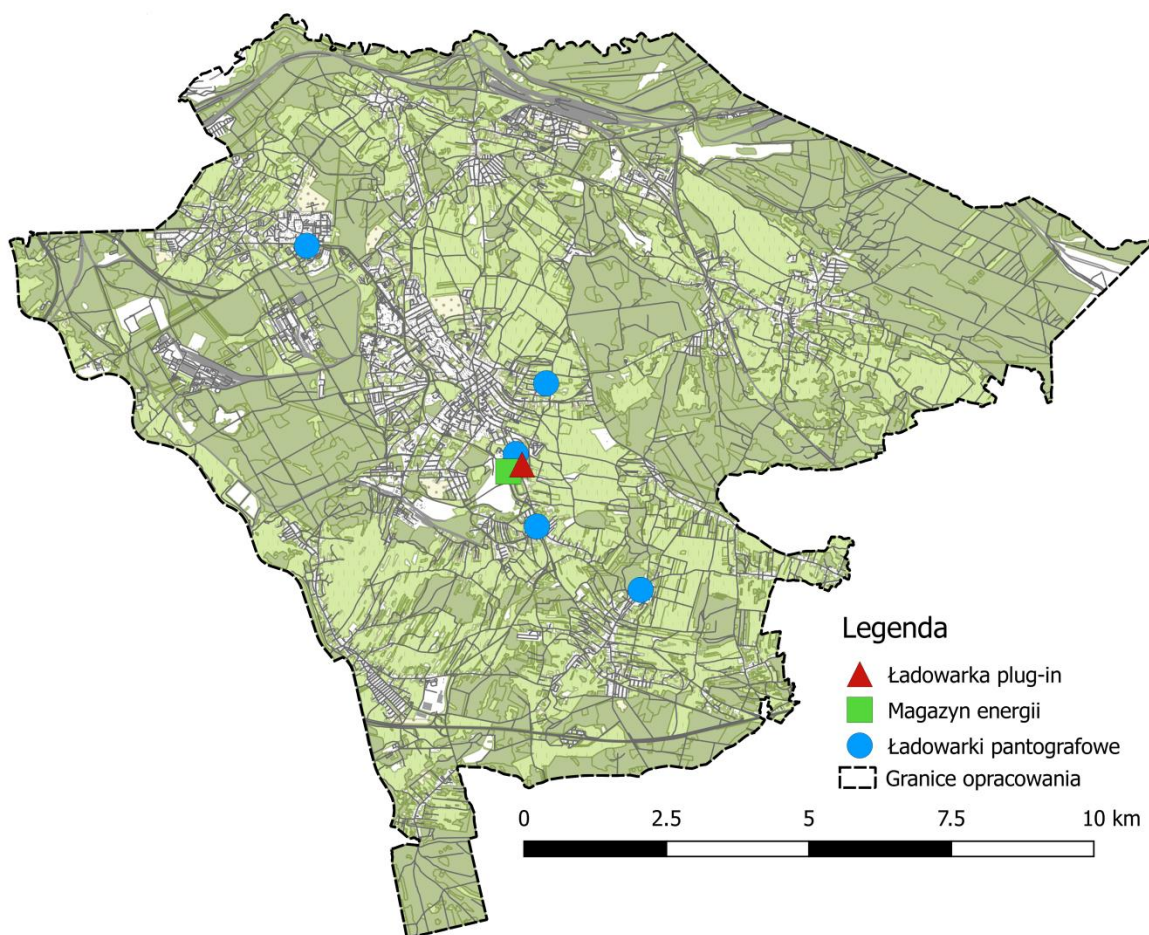 Legenda
Ładowarka plug-in
Magazyn energii
Ładowarki pantografowe
Granice opracowania
0 2.5 5 7.5 10 km